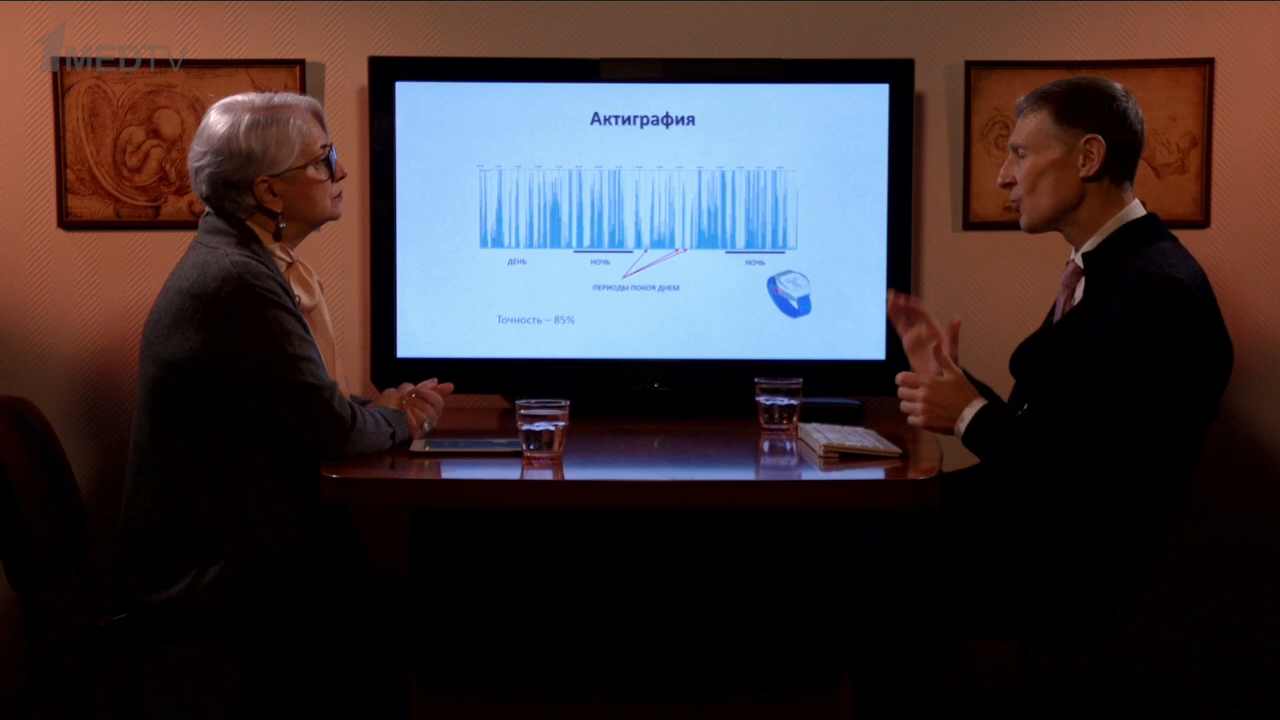 1MEDTV
Актиграфия
ДЕНЬ
НОЧЬ
НОЧЬ
ПЕРИОДЫ ПОКОЯ ДНЕМ
Точность – 85%